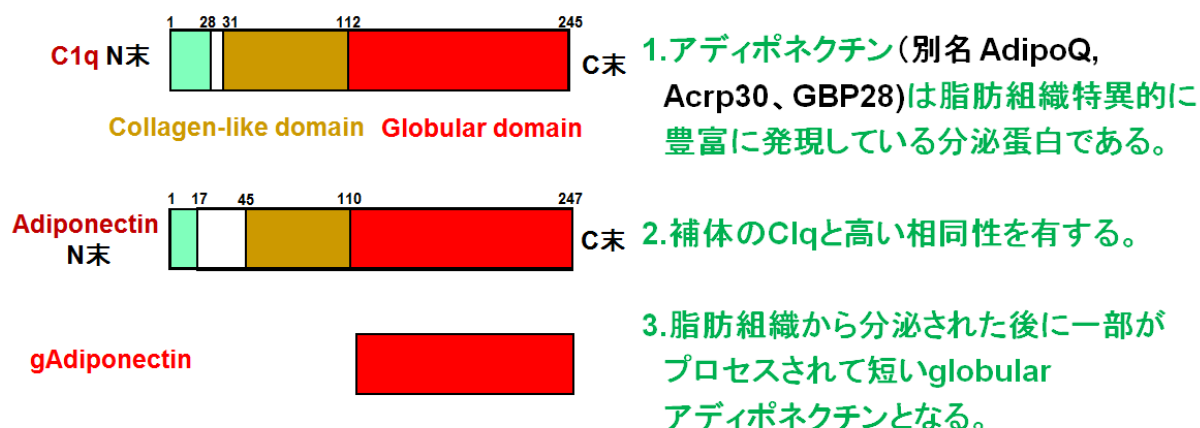 1 28 31 112 245
C1q N末
C末
Collagen-like domain Globular domain
1 17 45 110 247
Adiponectin
N末
C末
gAdiponectin
1.アディポネクチン(別名 AdipoQ,
Acrp30、GBP28)は脂肪組織特異的に
豊富に発現している分泌蛋白である。
2.補体のClqと高い相同性を有する。
3.脂肪組織から分泌された後に一部が
プロセスされて短いglobular
アディポネクチンとなる。